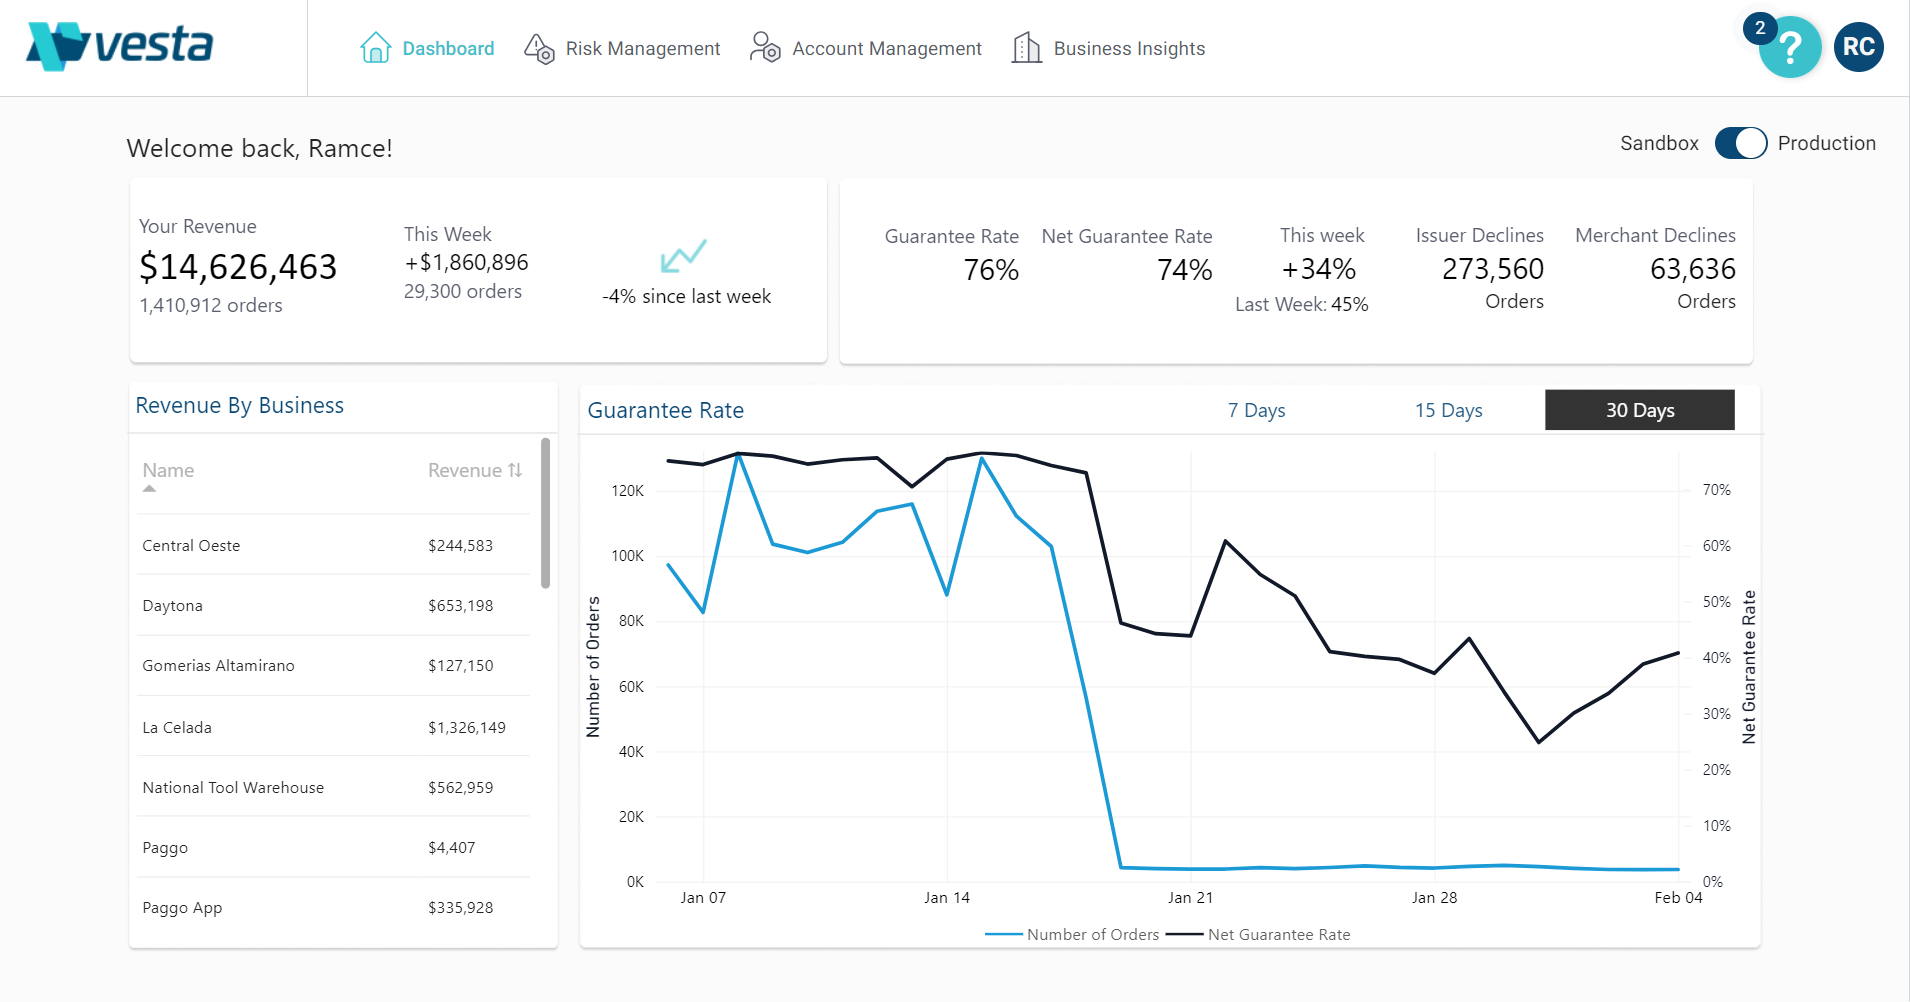 vesta
Dashboard
Risk Management
Account Management
Business Insights
2
?
RC
Welcome back, Ramce!
Sandbox
Production
Your Revenue
$14,626,463
1,410,912 orders
This Week
+$1,860,896
29,300 orders
-4% since last week
Guarantee Rate
76%
Net Guarantee Rate
74%
This week
+34%
Last Week: 45%
Issuer Declines
273,560
Orders
Merchant Declines
63,636
Orders
Revenue By Business
Name
Revenue
Central Oeste $244,583
Daytona $653,198
Gomerias Altamirano $127,150
La Celada $1,326,149
National Tool Warehouse $562,959
Paggo $4,407
Paggo App $335,928
Guarantee Rate
7 Days
15 Days
30 Days
Number of Orders
120K
100K
80K
60K
40K
20K
0K
70%
60%
50%
40%
30%
20%
10%
0%
Net Guarantee Rate
Jan 07
Jan 14
Jan 21
Jan 28
Feb 04
Number of Orders
Net Guarantee Rate